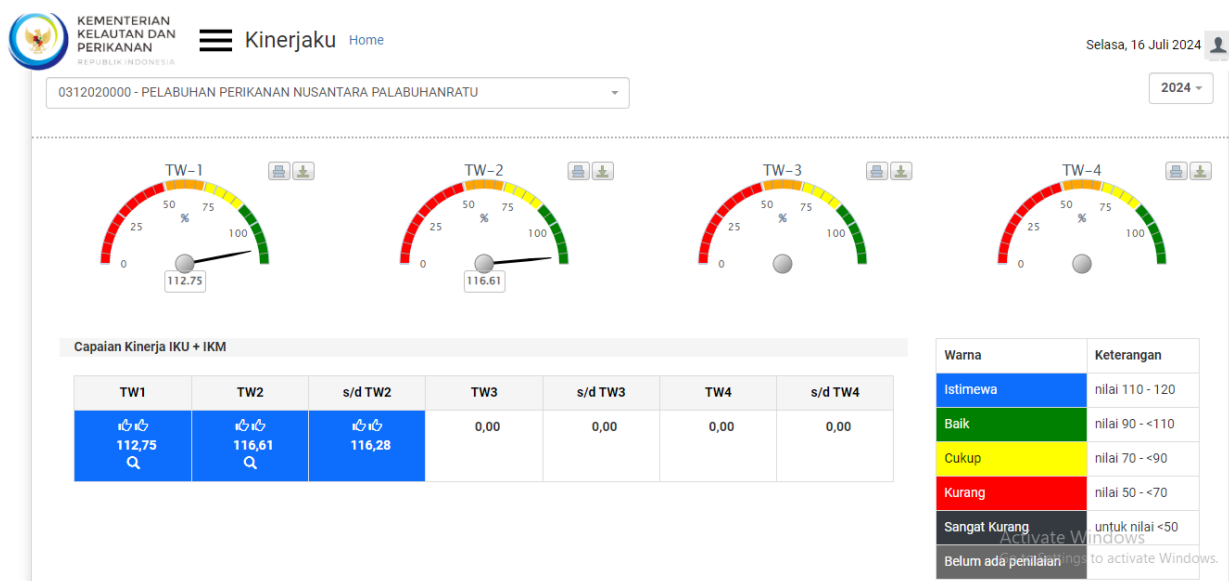 KEMENTERIAN
KELAUTAN DAN
PERIKANAN
REPUBLIK INDONESIA
Kinerjaku Home
Selasa, 16 Juli 2024
0312020000 - PELABUHAN PERIKANAN NUSANTARA PALABUHANRATU
2024
TW-1
0 25 50 75 100
%
112.75
TW-2
0 25 50 75 100
%
116.61
TW-3
0 25 50 75 100
%
TW-4
0 25 50 75 100
%
Capaian Kinerja IKU + IKM
TW1 TW2 s/d TW2 TW3 s/d TW3 TW4 s/d TW4
112,75 116,61 116,28 0,00 0,00 0,00 0,00
Warna Keterangan
Istimewa nilai 110 - 120
Baik nilai 90 - <110
Cukup nilai 70 - <90
Kurang nilai 50 - <70
Sangat Kurang untuk nilai <50
Belum ada penilaian
Activate Windows
Go to Settings to activate Windows.